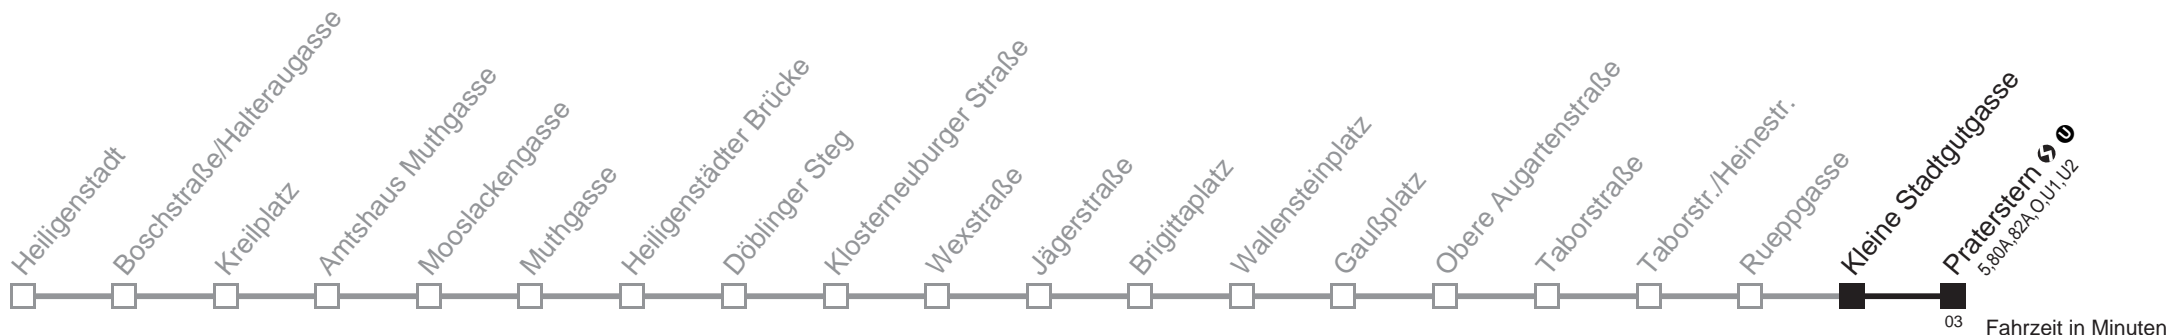 Heiligenstadt
Boschstraße/Halteraugasse
Kreilplatz
Amtshaus Muthgasse
Mooslackengasse
Muthgasse
Heiligenstädter Brücke
Döblinger Steg
Klosterneuburger Straße
Wexstraße
Jägerstraße
Brigittaplatz
Wallensteinplatz
Gaußplatz
Obere Augartenstraße
Taborstraße
Taborstr./Heinestr.
Rueppgasse
Kleine Stadtgutgasse
Praterstern U
5,80A,82A,O,U1,U2
03
Fahrzeit in Minuten